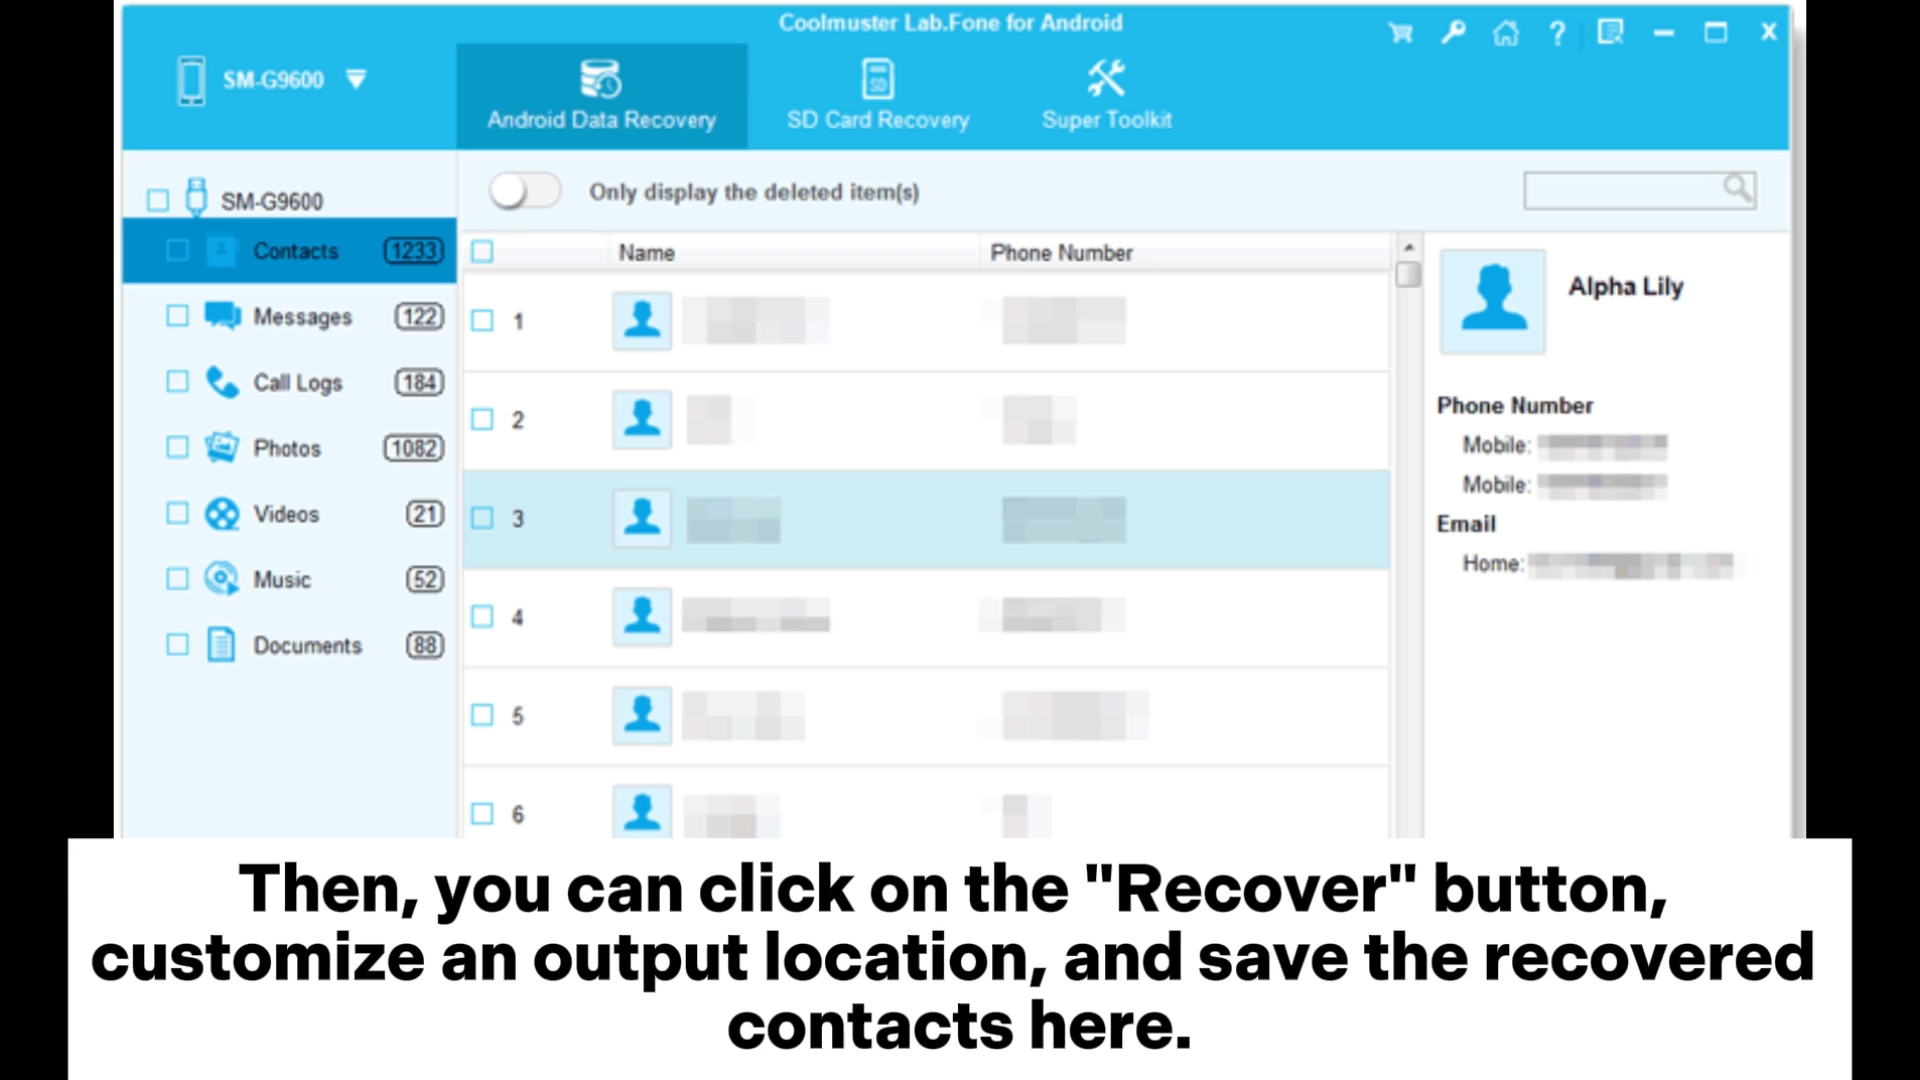 Coolmuster Lab.Fone for Android
SM-G9600
Android Data Recovery
SD
SD Card Recovery
Super Toolkit
?
X
SM-G9600
Only display the deleted item(s)
Contacts 1233
Messages 122
Call Logs 184
Photos 1082
Videos 21
Music 52
Documents 88
Name Phone Number
1
2
3
4
5
6
Alpha Lily
Phone Number
Mobile:
Mobile:
Email
Home:
Then, you can click on the "Recover" button,
customize an output location, and save the recovered
contacts here.